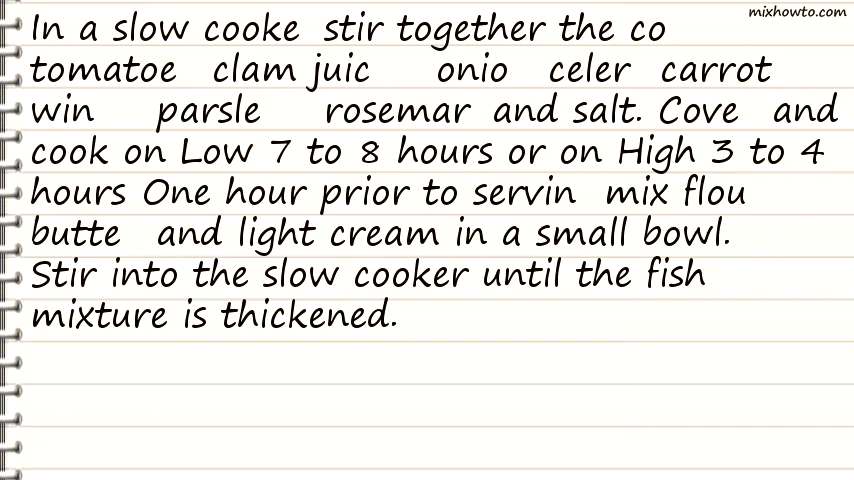 mixhowto.com
In a slow cooke stir together the co
tomatoe clam juic onio celer carrot
win parsle rosemar and salt. Cove and
cook on Low 7 to 8 hours or on High 3 to 4
hours One hour prior to servin mix flou
butte and light cream in a small bowl.
Stir into the slow cooker until the fish
mixture is thickened.